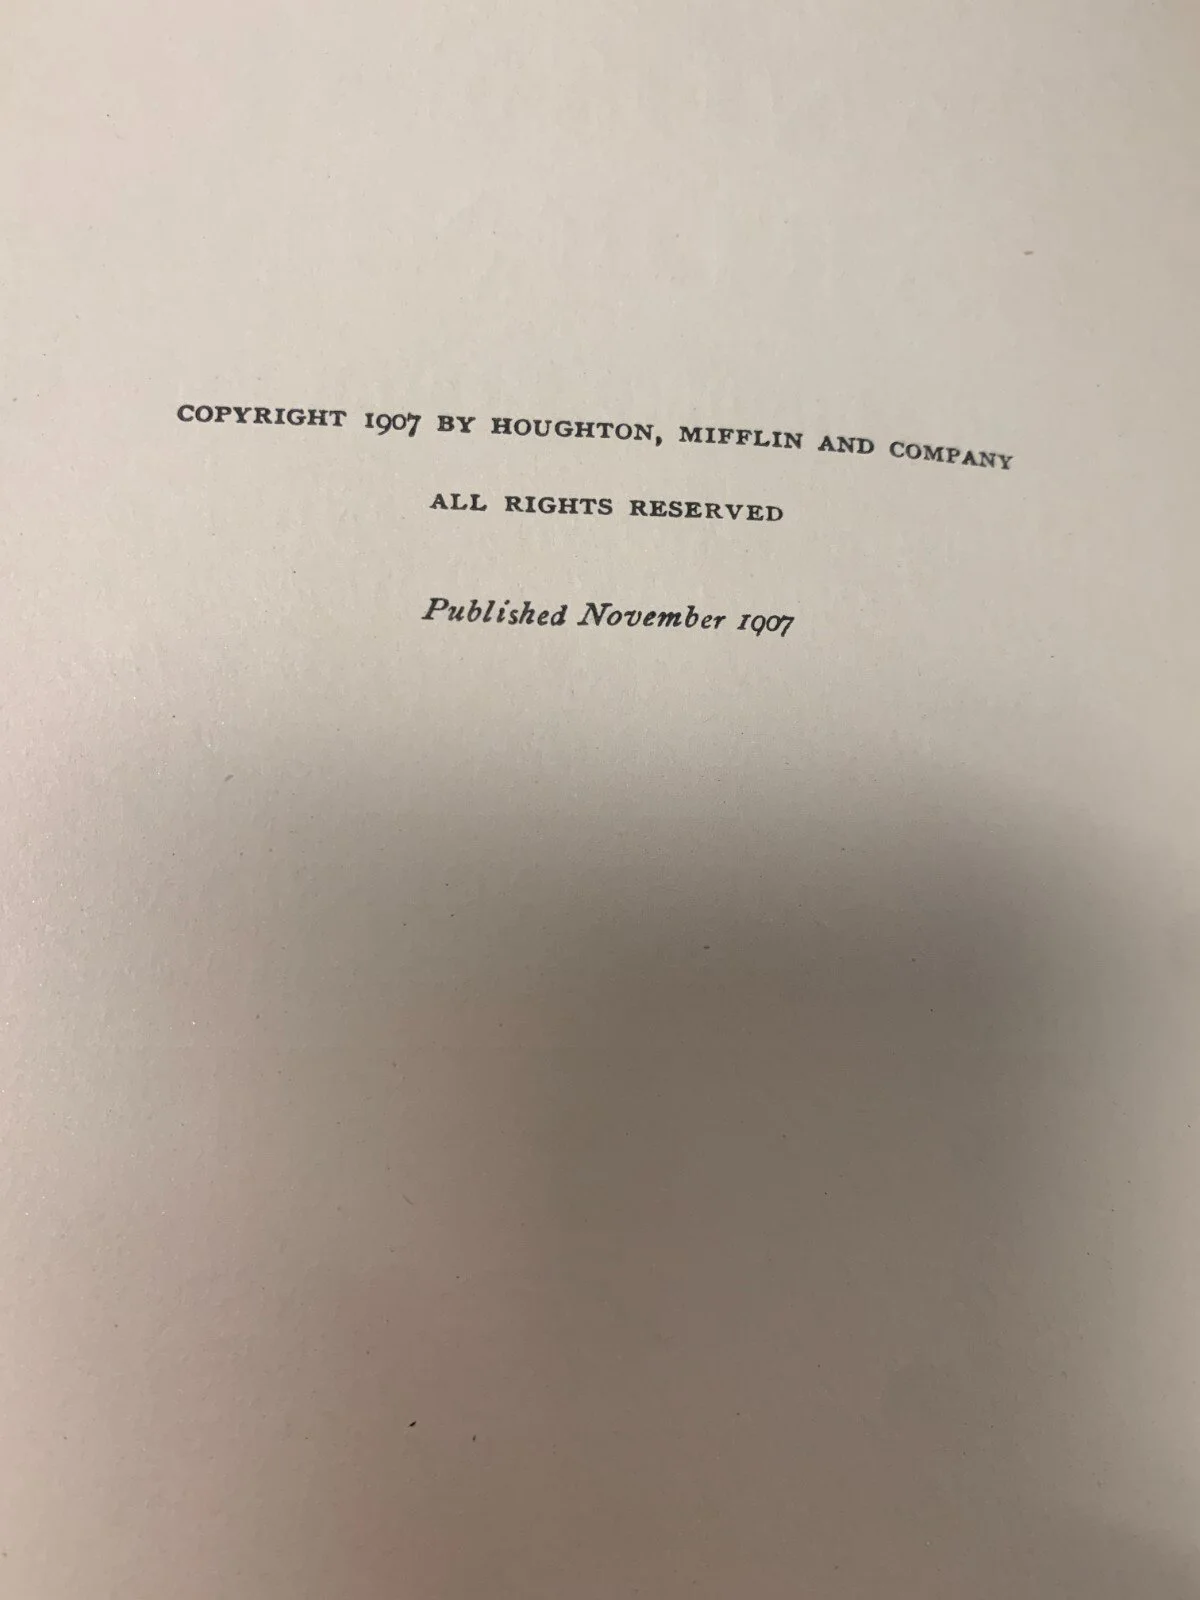 COPYRIGHT 1907 BY HOUGHTON, MIFFLIN AND COMPANY
ALL RIGHTS RESERVED
Published November 1907